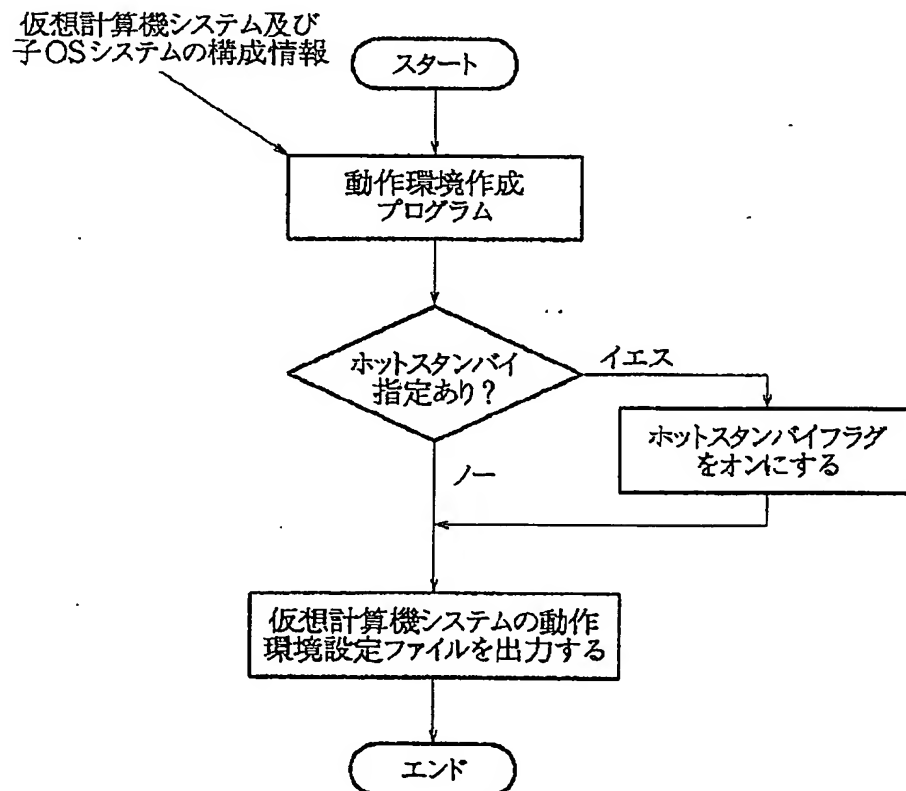 仮想計算機システム及び
子OSシステムの構成情報
スタート
動作環境作成
プログラム
ホットスタンバイ
指定あり?
イエス
ホットスタンバイフラグ
をオンにする
ノー
仮想計算機システムの動作
環境設定ファイルを出力する
エンド